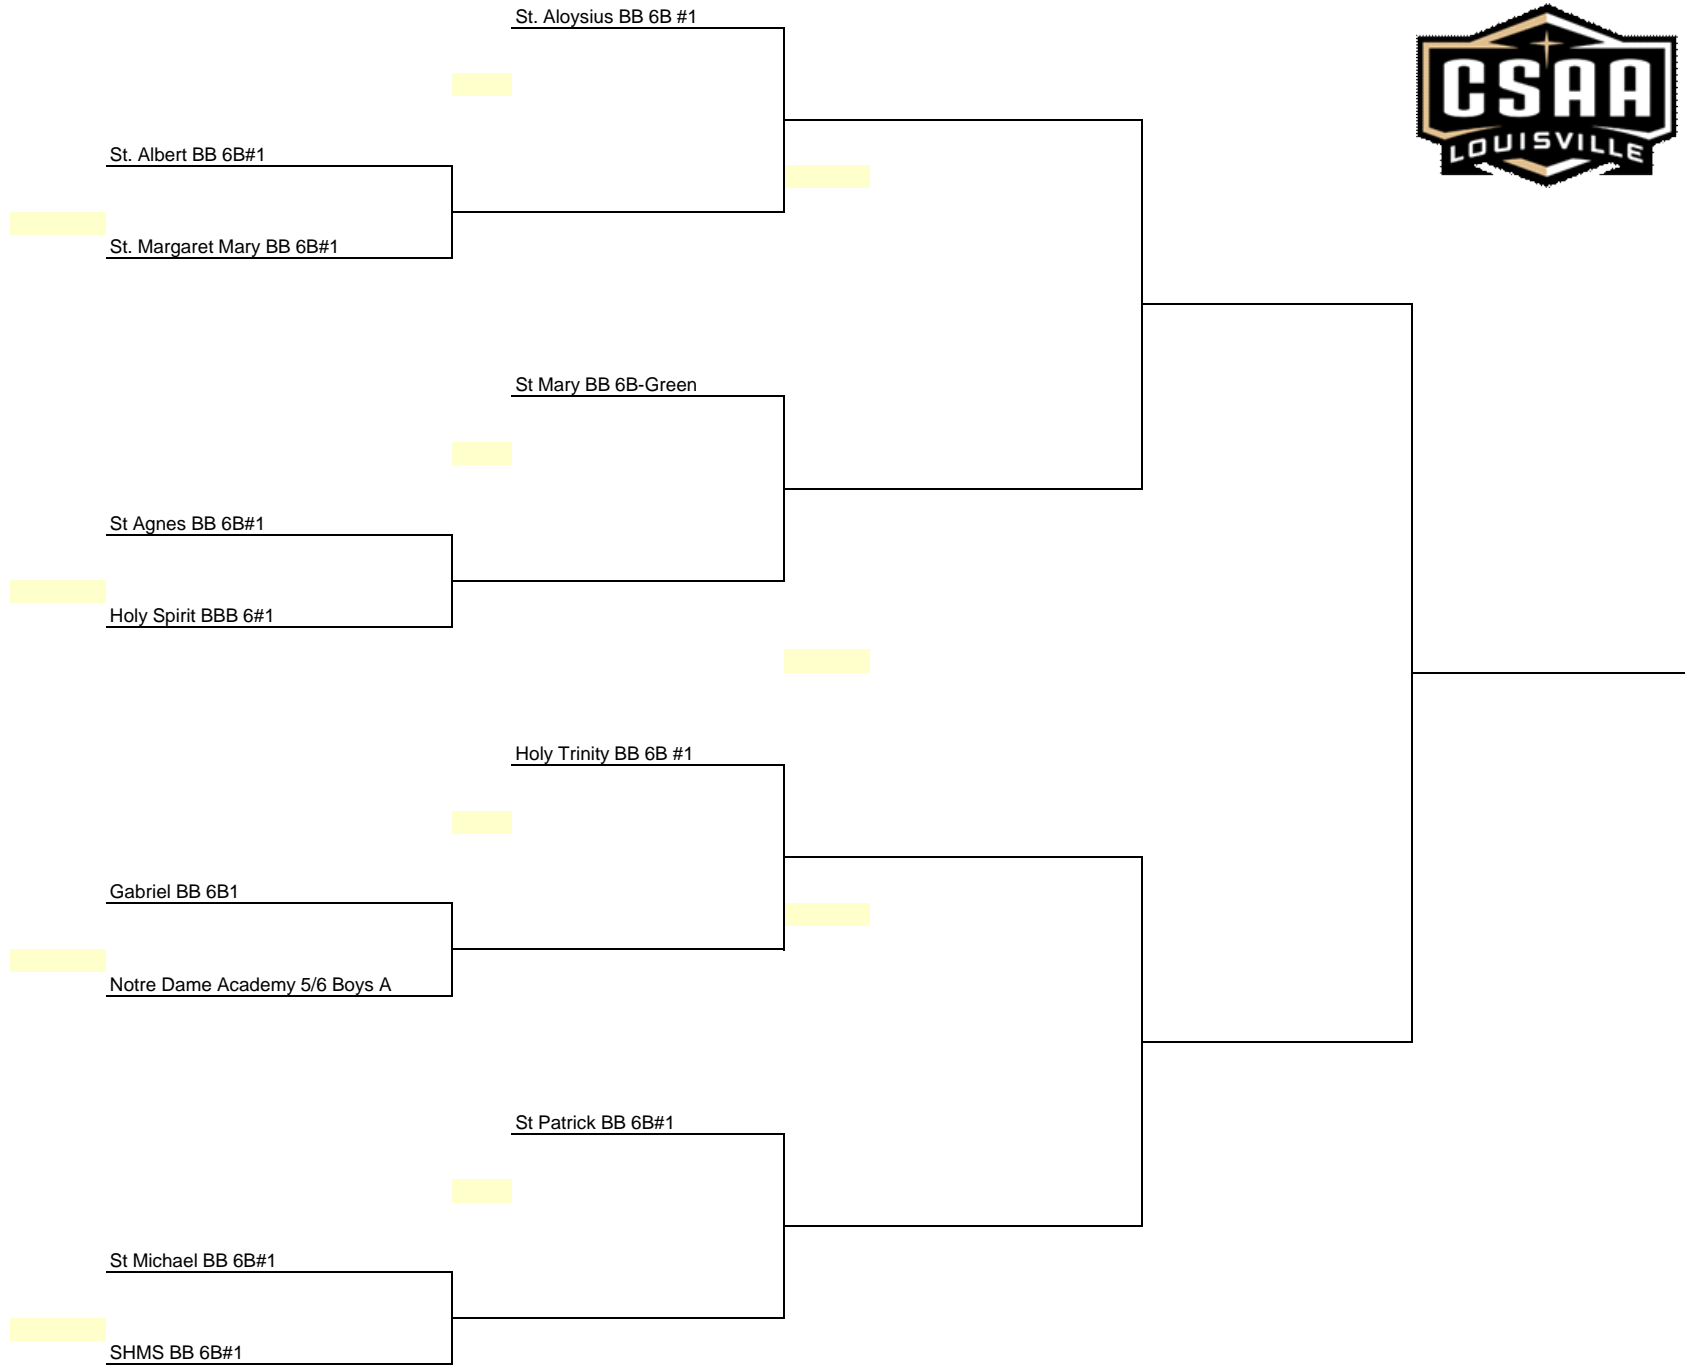 St. Aloysius BB 6B #1
CSAA
LOUISVILLE
St. Albert BB 6B#1
St. Margaret Mary BB 6B#1
St Mary BB 6B-Green
St Agnes BB 6B#1
Holy Spirit BBB 6#1
Holy Trinity BB 6B #1
Gabriel BB 6B1
Notre Dame Academy 5/6 Boys A
St Patrick BB 6B#1
St Michael BB 6B#1
SHMS BB 6B#1